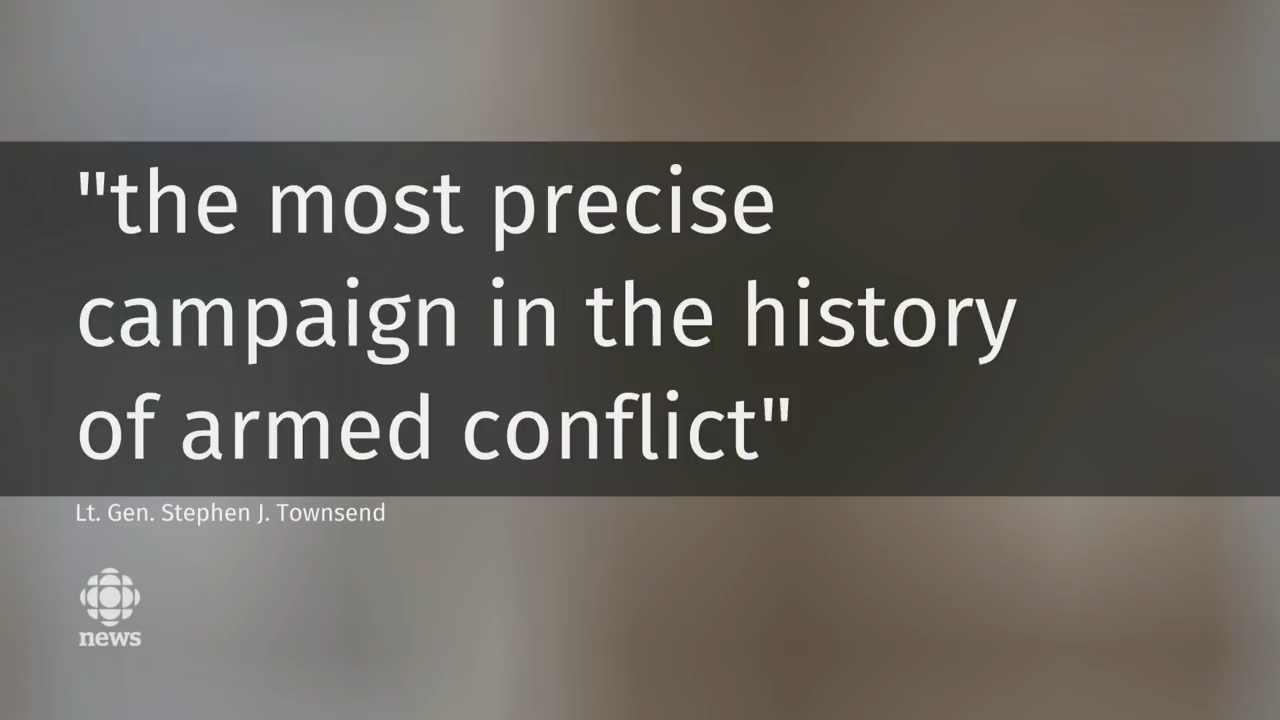 "the most precise
campaign in the history
of armed conflict"
Lt. Gen. Stephen J. Townsend
news